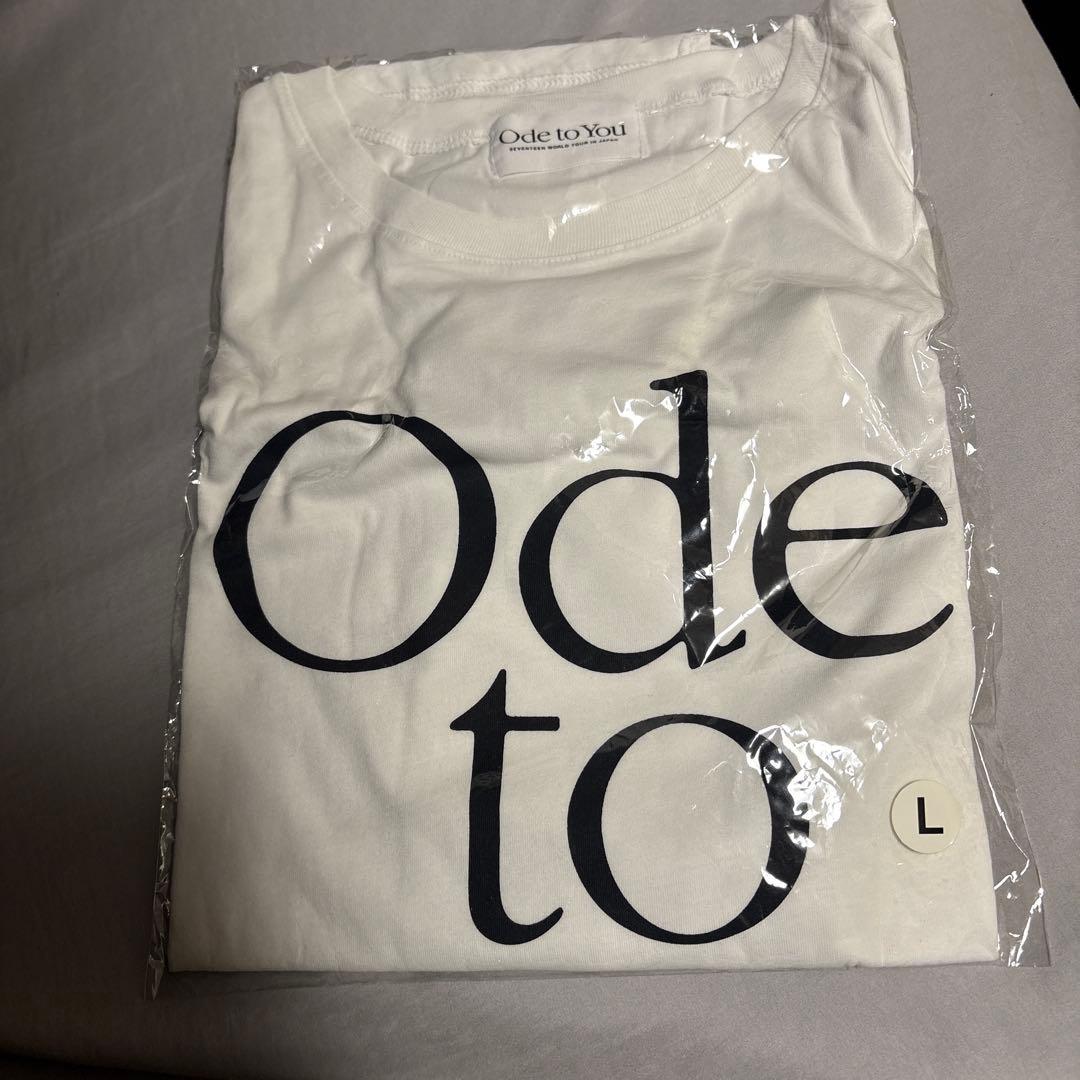 Ode to You
SEVENTEEN WORLD TOUR IN JAPAN
Ode
to
L